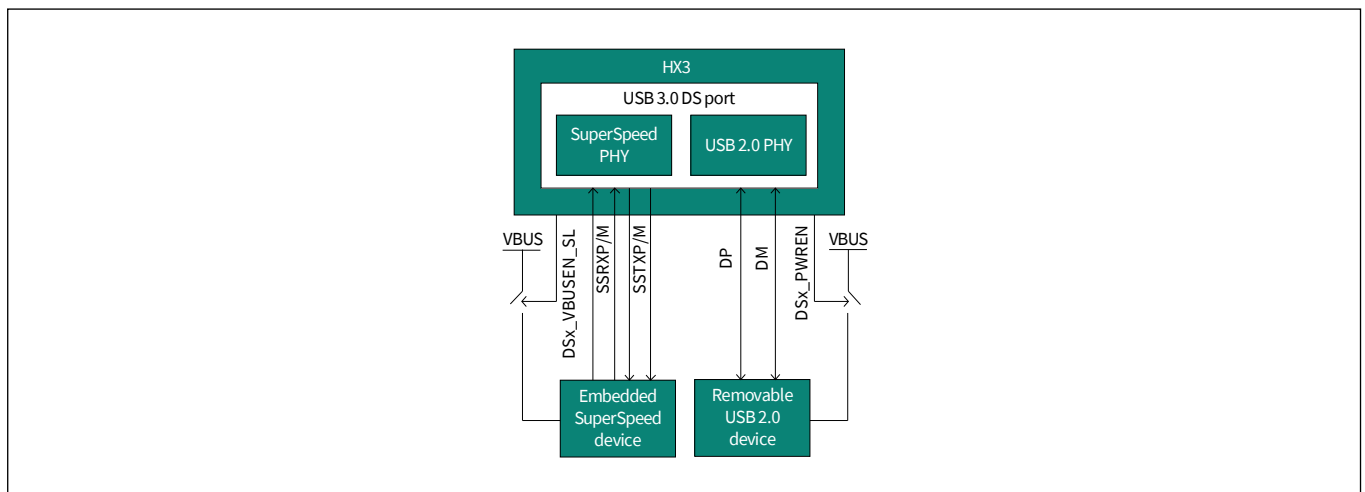 HX3
USB 3.0 DS port
SuperSpeed
PHY
USB 2.0 PHY
VBUS
DSx_VBUSEN_SL
SSRXP/M
SSTXP/M
DP
DM
DSx_PWREN
VBUS
Embedded
SuperSpeed
device
Removable
USB 2.0
device